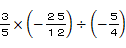 3/5 × (−25/12) ÷ (−5/4)